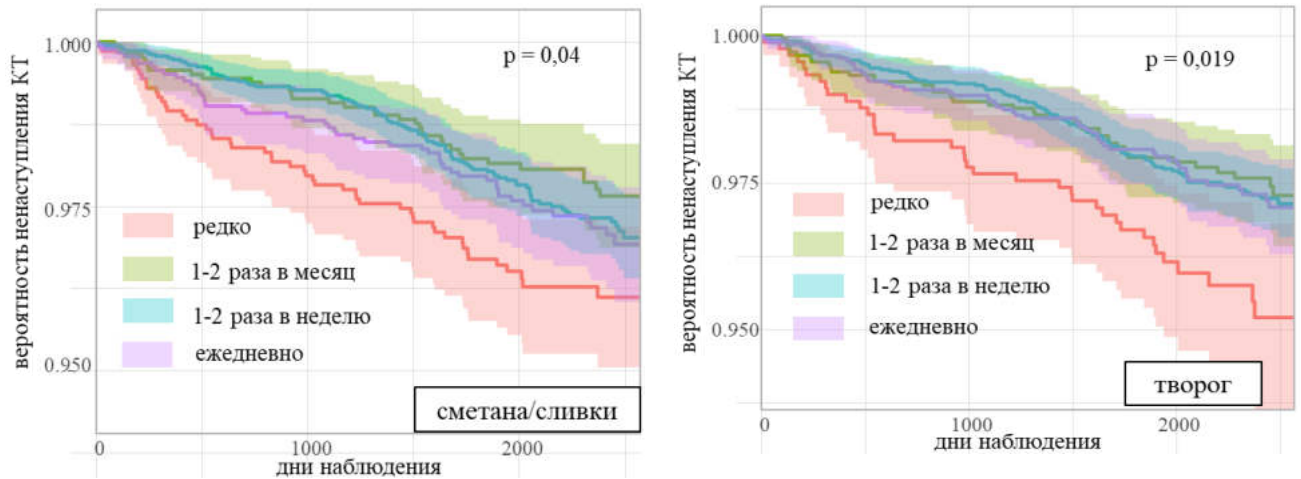 вероятность ненаступления КТ
1.000
0.975
0.950
p = 0,04
редко
1-2 раза в месяц
1-2 раза в неделю
ежедневно
сметана/сливки
0
1000
2000
дни наблюдения
вероятность ненаступления КТ
1.000
0.975
0.950
p = 0,019
редко
1-2 раза в месяц
1-2 раза в неделю
ежедневно
творог
0
1000
2000
дни наблюдения